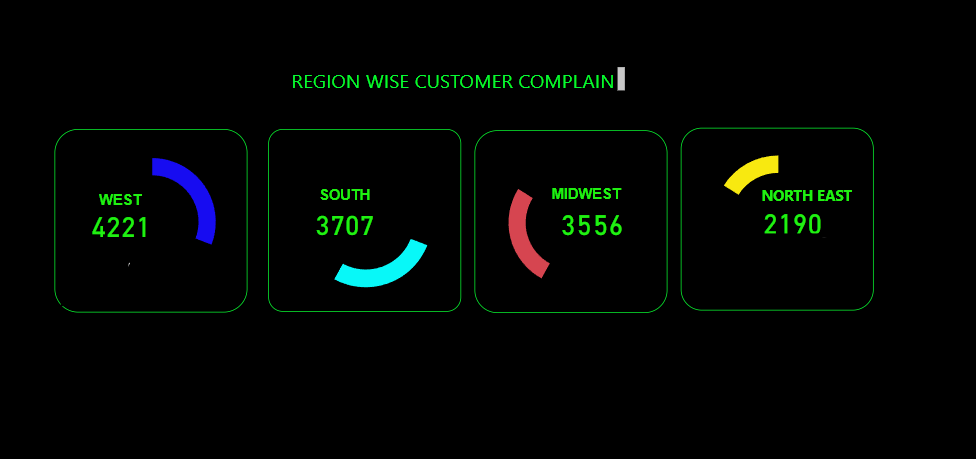 REGION WISE CUSTOMER COMPLAIN
WEST
4221
,
SOUTH
3707
MIDWEST
3556
NORTH EAST
2190